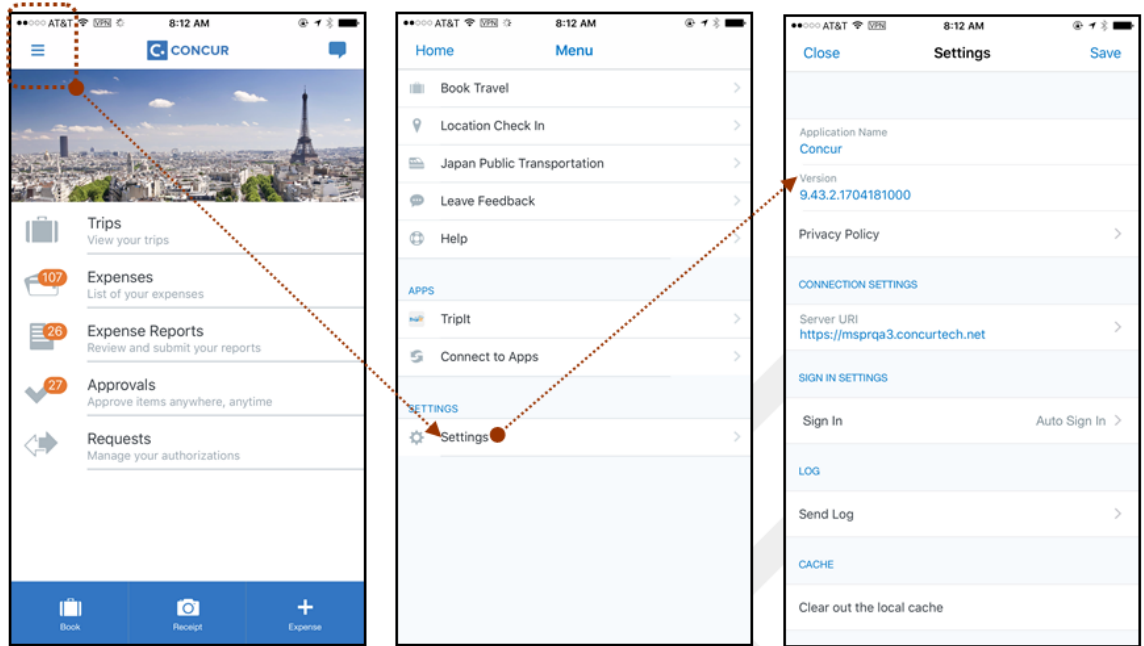 AT&T VPN 8:12 AM
C. CONCUR
Trips
View your trips
107
Expenses
List of your expenses
26
Expense Reports
Review and submit your reports
27
Approvals
Approve items anywhere, anytime
Requests
Manage your authorizations
Book Receipt Expense
AT&T VPN 8:12 AM
Home Menu
Book Travel
Location Check In
Japan Public Transportation
Leave Feedback
Help
APPS
TripIt
Connect to Apps
SETTINGS
Settings
AT&T VPN 8:12 AM
Close Settings Save
Application Name
Concur
Version
9.43.2.1704181000
Privacy Policy
CONNECTION SETTINGS
Server URI
https://msprqa3.concurtech.net
SIGN IN SETTINGS
Sign In Auto Sign In
LOG
Send Log
CACHE
Clear out the local cache